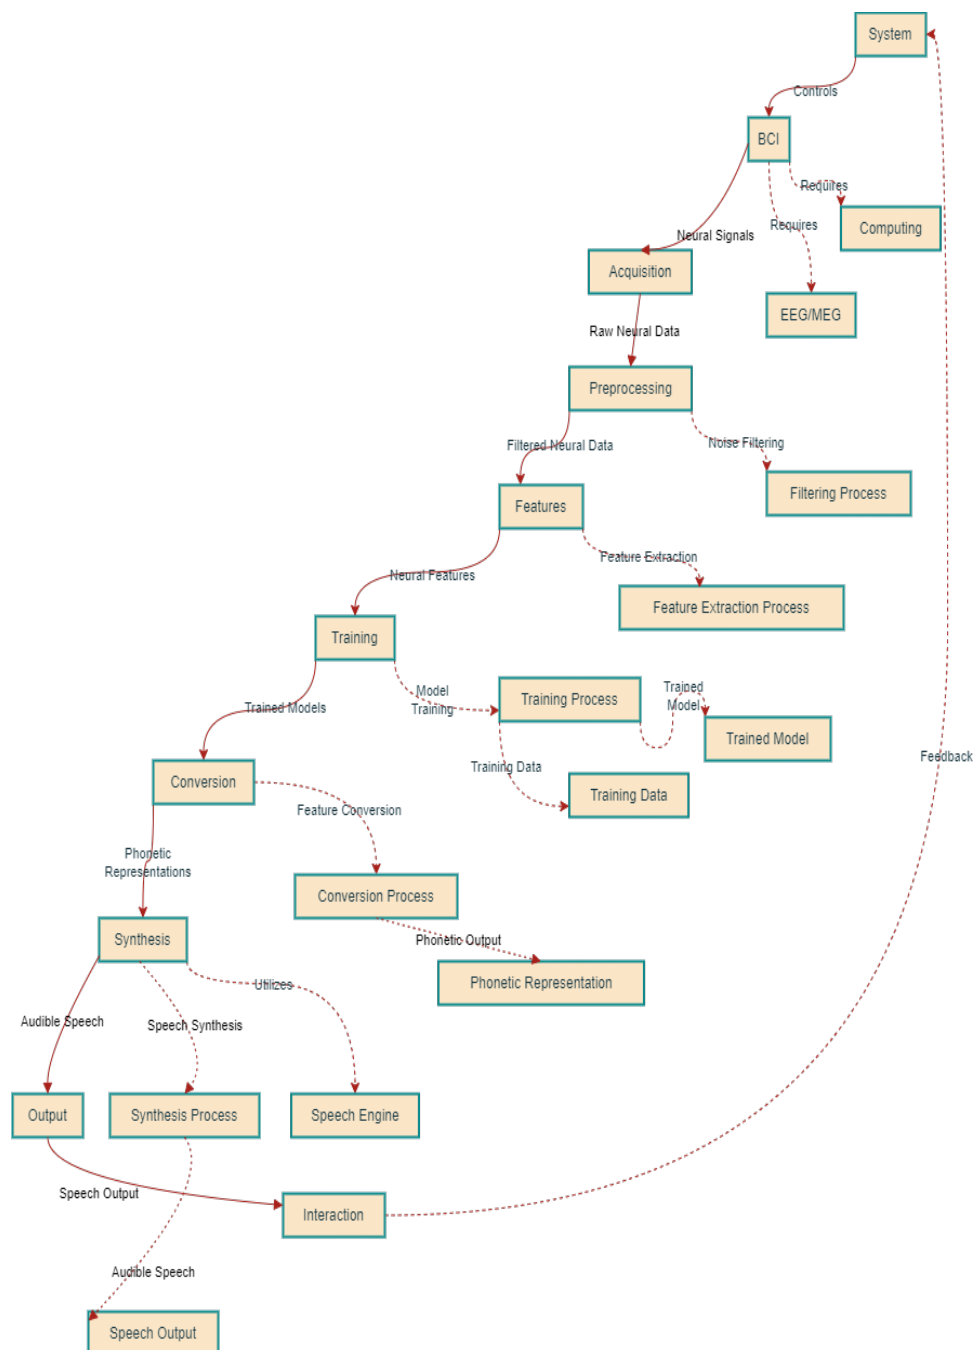 System
Controls
BCI
Requires
Computing
Requires
Neural Signals
Acquisition
EEG/MEG
Raw Neural Data
Preprocessing
Filtered Neural Data
Noise Filtering
Filtering Process
Features
Feature Extraction
Neural Features
Feature Extraction Process
Training
Model
Training
Training Process
Trained
Model
Trained Model
Trained Models
Training Data
Training Data
Feedback
Conversion
Feature Conversion
Phonetic
Representations
Conversion Process
Phonetic Output
Synthesis
Phonetic Representation
Utilizes
Audible Speech
Speech Synthesis
Output
Synthesis Process
Speech Engine
Speech Output
Interaction
Audible Speech
Speech Output